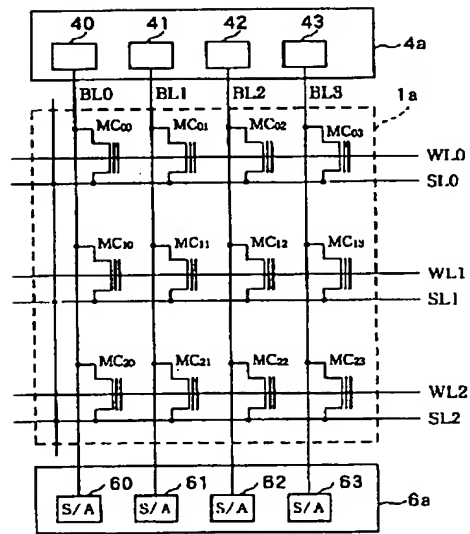 40 41 42 43
4a
BL0 BL1 BL2 BL3
1a
MC00 MC01 MC02 MC03
WL0
SL0
MC10 MC11 MC12 MC13
WL1
SL1
MC20 MC21 MC22 MC23
WL2
SL2
60 61 62 63
S/A S/A S/A S/A
6a